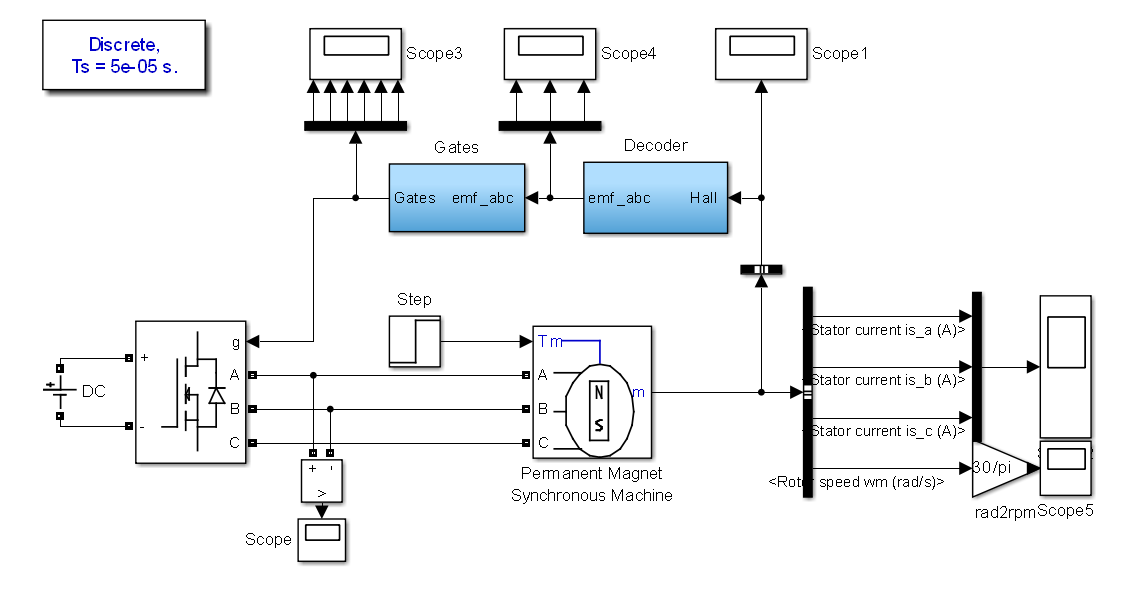 Discrete,
Ts = 5e-05 s.
Scope3
Scope4
Scope1
Gates
Decoder
Gates emf_abc
emf_abc Hall
Step
g
Tm
+
A
A
DC
B
B
m
-
C
C
N
S
+ -
v
Scope
Permanent Magnet
Synchronous Machine
Stator current is_a (A)>
Stator current is_b (A)>
Stator current is_c (A)>
<Rotor speed wm (rad/s)>
30/pi
rad2rpm
Scope5